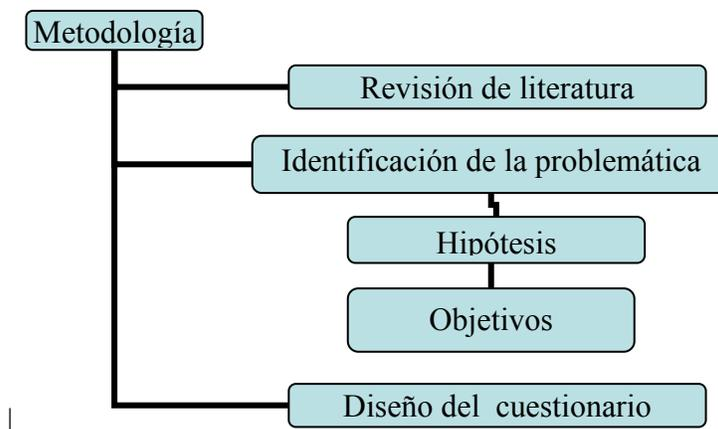 Metodología
Revisión de literatura
Identificación de la problemática
Hipótesis
Objetivos
Diseño del  cuestionario